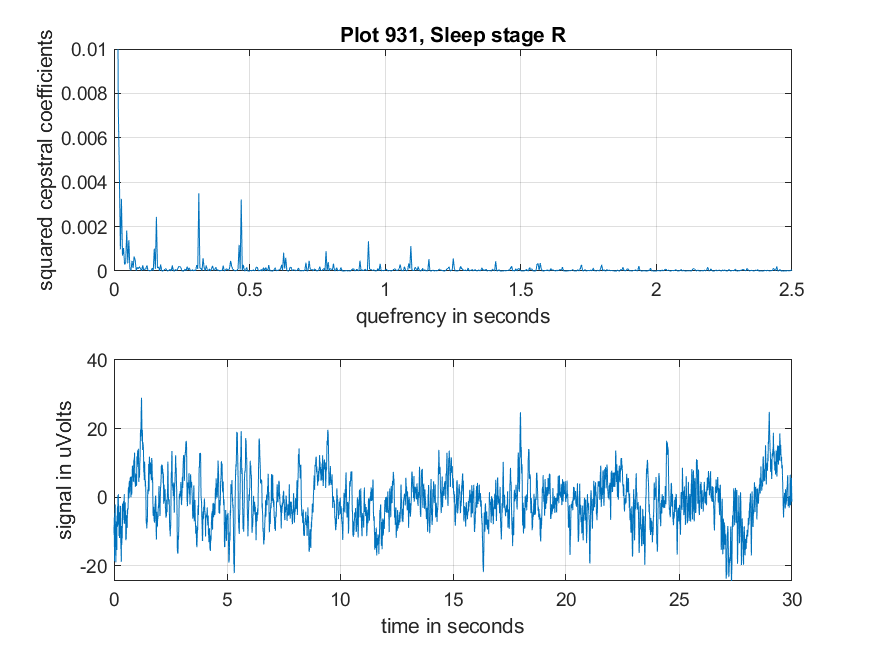 Plot 931, Sleep stage R
squared cepstral coefficients
0.01
0.008
0.006
0.004
0.002
0
0 0.5 1 1.5 2 2.5
quefrency in seconds
signal in uVolts
40
20
0
-20
0 5 10 15 20 25 30
time in seconds